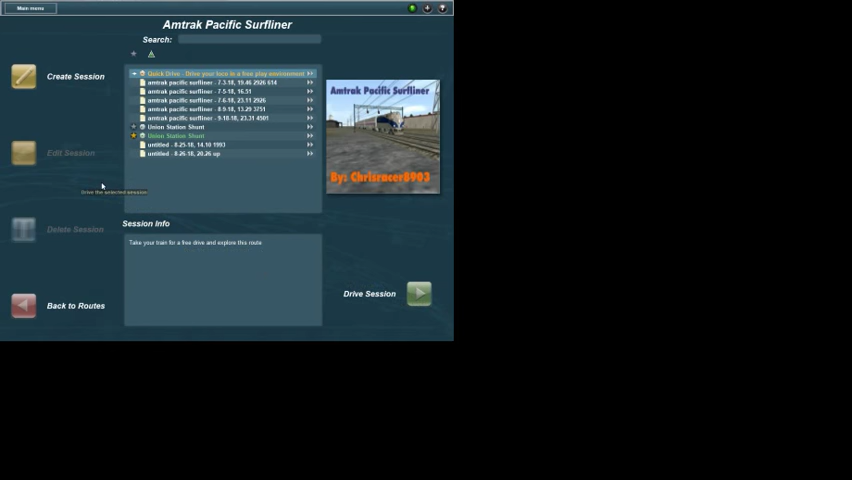 Main menu
Amtrak Pacific Surfliner
Search:
Create Session
Quick Drive - Drive your loco in a free play environment
amtrak pacific surfliner - 7-3-18, 19.46 2926 614
amtrak pacific surfliner - 7-5-18, 16.51
amtrak pacific surfliner - 7-6-18, 23.11 2926
amtrak pacific surfliner - 8-9-18, 13.29 3751
amtrak pacific surfliner - 9-18-18, 23.31 4501
Union Station Shunt
Union Station Shunt
untitled - 8-25-18, 14.10 1993
untitled - 8-26-18, 20.26 up
Amtrak Pacific Surfliner
By: Chrisracer8903
Edit Session
Drive the selected session
Delete Session
Session Info
Take your train for a free drive and explore this route
Drive Session
Back to Routes